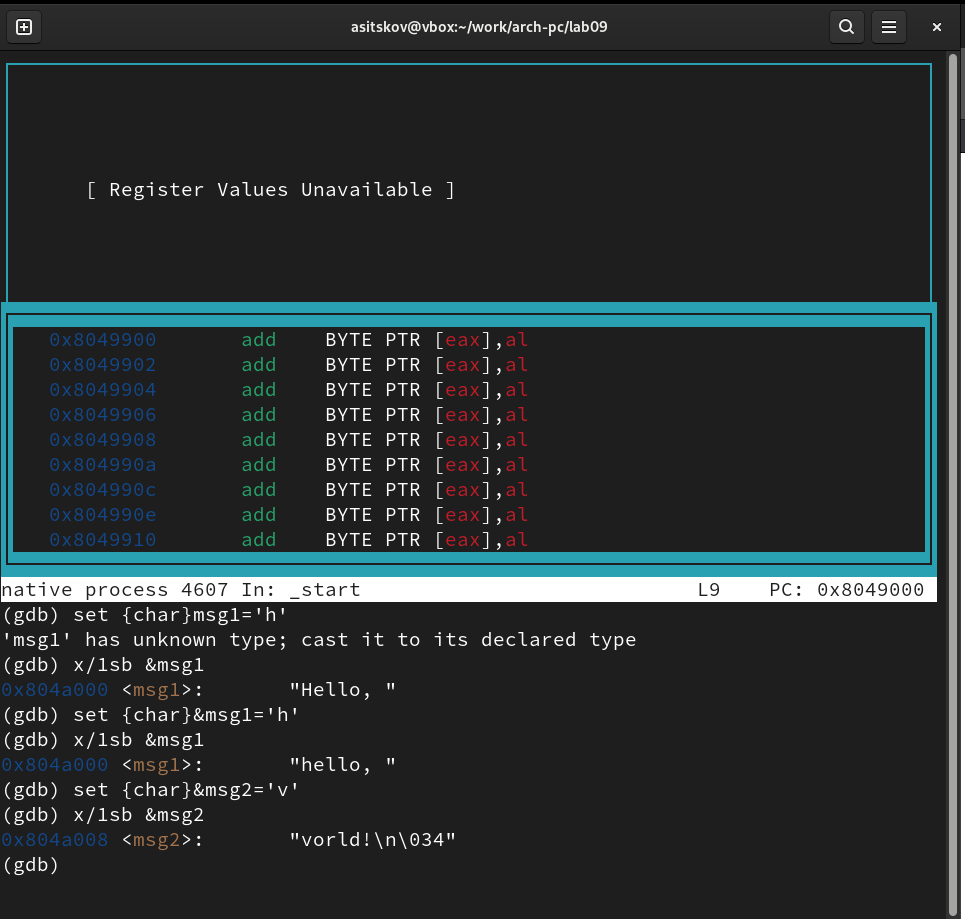 asitskov@vbox:~/work/arch-pc/lab09
[ Register Values Unavailable ]
0x8049900 add BYTE PTR [eax],al
0x8049902 add BYTE PTR [eax],al
0x8049904 add BYTE PTR [eax],al
0x8049906 add BYTE PTR [eax],al
0x8049908 add BYTE PTR [eax],al
0x804990a add BYTE PTR [eax],al
0x804990c add BYTE PTR [eax],al
0x804990e add BYTE PTR [eax],al
0x8049910 add BYTE PTR [eax],al
native process 4607 In: _start L9 PC: 0x8049000
(gdb) set {char}msg1='h'
'msg1' has unknown type; cast it to its declared type
(gdb) x/1sb &msg1
0x804a000 <msg1>: "Hello, "
(gdb) set {char}&msg1='h'
(gdb) x/1sb &msg1
0x804a000 <msg1>: "hello, "
(gdb) set {char}&msg2='v'
(gdb) x/1sb &msg2
0x804a008 <msg2>: "vorld!\n\034"
(gdb)